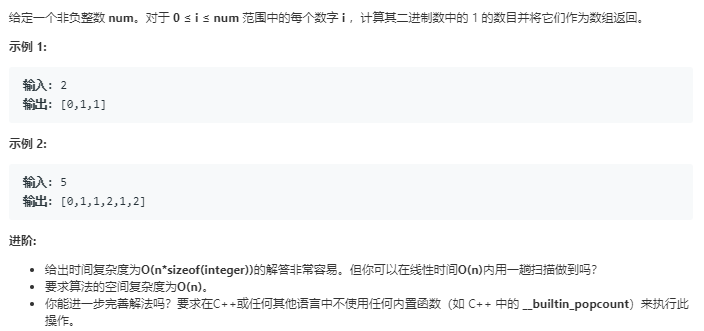 给定一个非负整数 num。对于 0 ≤ i ≤ num 范围中的每个数字 i ，计算其二进制数中的 1 的数目并将它们作为数组返回。
示例 1:
输入: 2
输出: [0,1,1]
示例 2:
输入: 5
输出: [0,1,1,2,1,2]
进阶:
• 给出时间复杂度为O(n*sizeof(integer))的解答非常容易。但你可以在线性时间O(n)内用一趟扫描做到吗？
• 要求算法的空间复杂度为O(n)。
• 你能进一步完善解法吗？要求在C++或任何其他语言中不使用任何内置函数（如 C++ 中的 __builtin_popcount）来执行此
操作。